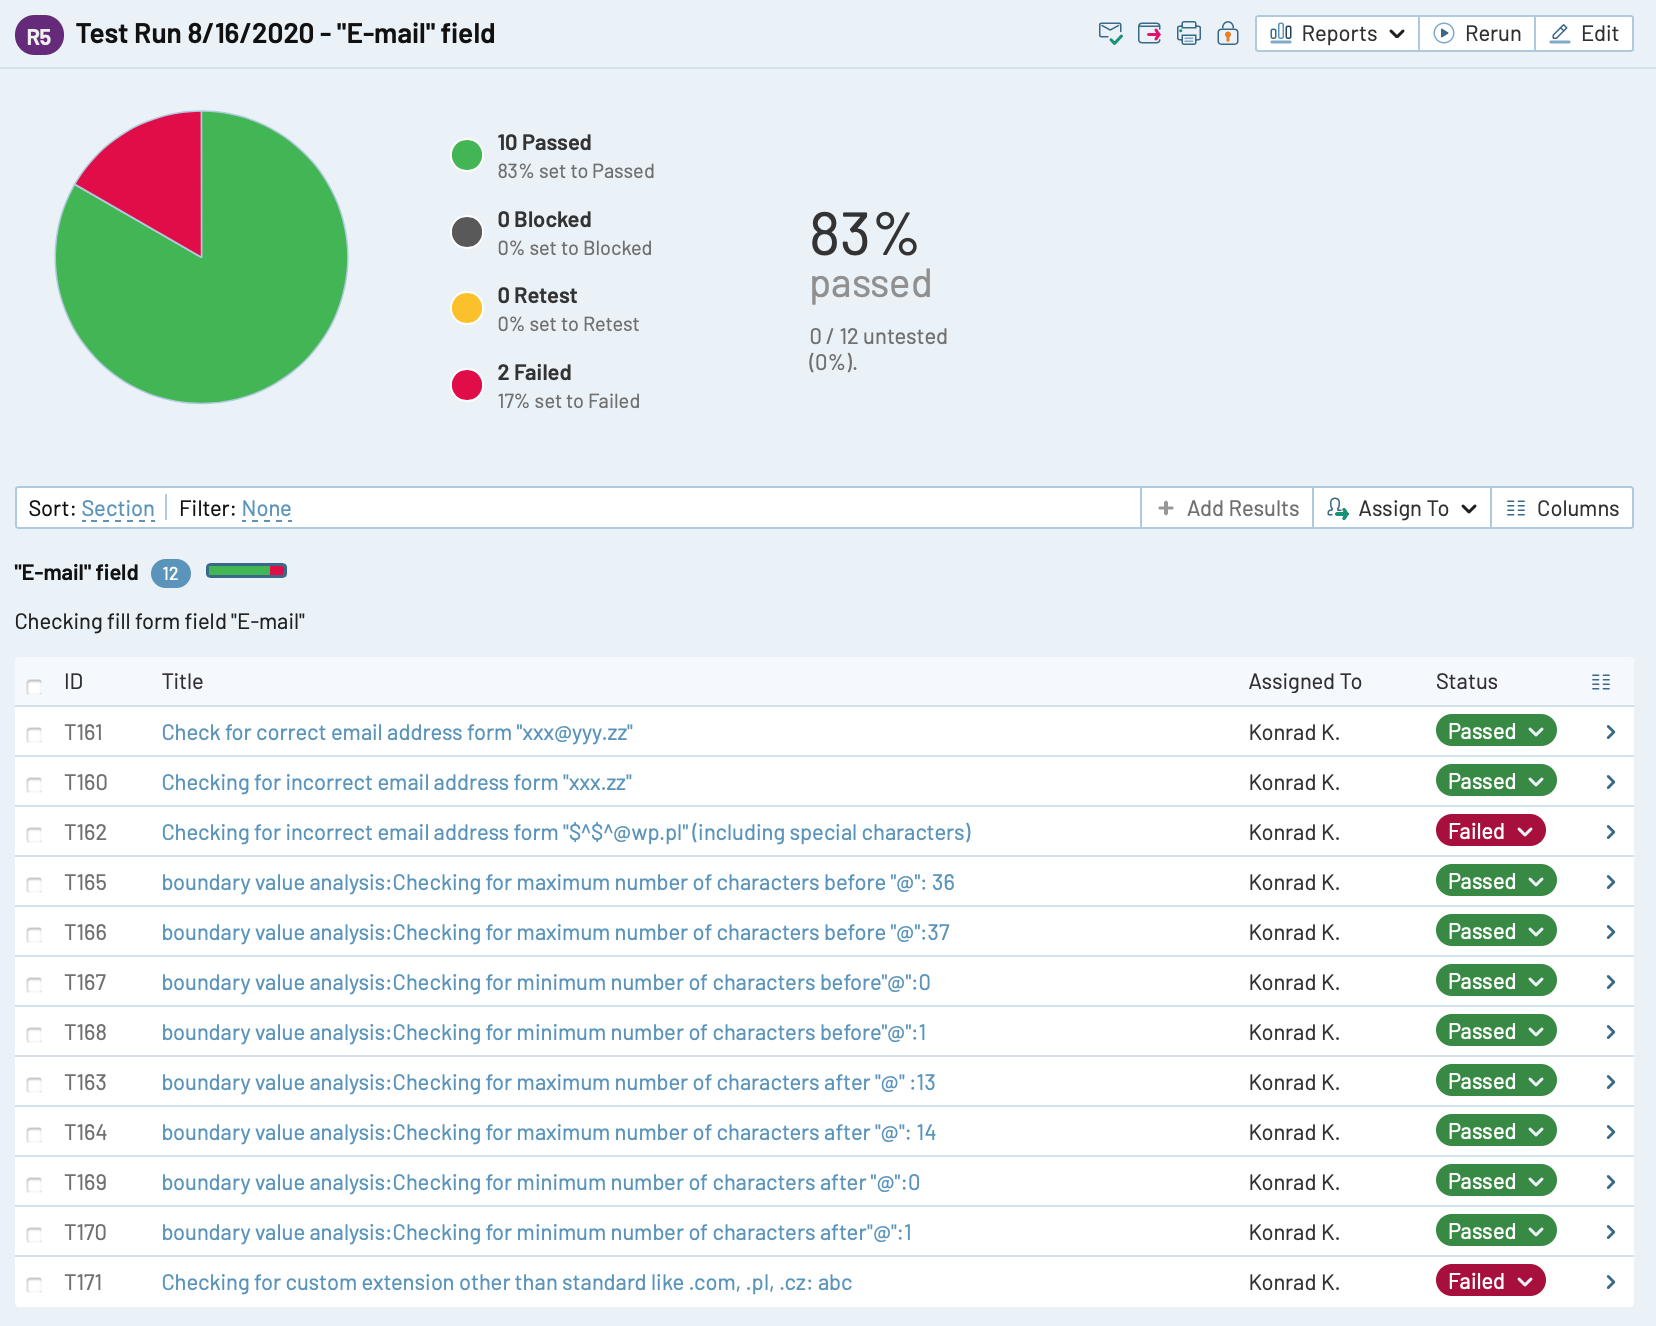 R5 Test Run 8/16/2020 - "E-mail" field Reports Rerun Edit
10 Passed
83% set to Passed
0 Blocked
0% set to Blocked
0 Retest
0% set to Retest
2 Failed
17% set to Failed
83%
passed
0 / 12 untested
(0%).
Sort: Section Filter: None + Add Results Assign To Columns
"E-mail" field 12
Checking fill form field "E-mail"
ID Title Assigned To Status
T161 Check for correct email address form "xxx@yyy.zz" Konrad K. Passed
T160 Checking for incorrect email address form "xxx.zz" Konrad K. Passed
T162 Checking for incorrect email address form "$^$^@wp.pl" (including special characters) Konrad K. Failed
T165 boundary value analysis:Checking for maximum number of characters before "@": 36 Konrad K. Passed
T166 boundary value analysis:Checking for maximum number of characters before "@":37 Konrad K. Passed
T167 boundary value analysis:Checking for minimum number of characters before"@":0 Konrad K. Passed
T168 boundary value analysis:Checking for minimum number of characters before"@":1 Konrad K. Passed
T163 boundary value analysis:Checking for maximum number of characters after "@" :13 Konrad K. Passed
T164 boundary value analysis:Checking for maximum number of characters after "@": 14 Konrad K. Passed
T169 boundary value analysis:Checking for minimum number of characters after "@":0 Konrad K. Passed
T170 boundary value analysis:Checking for minimum number of characters after"@":1 Konrad K. Passed
T171 Checking for custom extension other than standard like .com, .pl, .cz: abc Konrad K. Failed